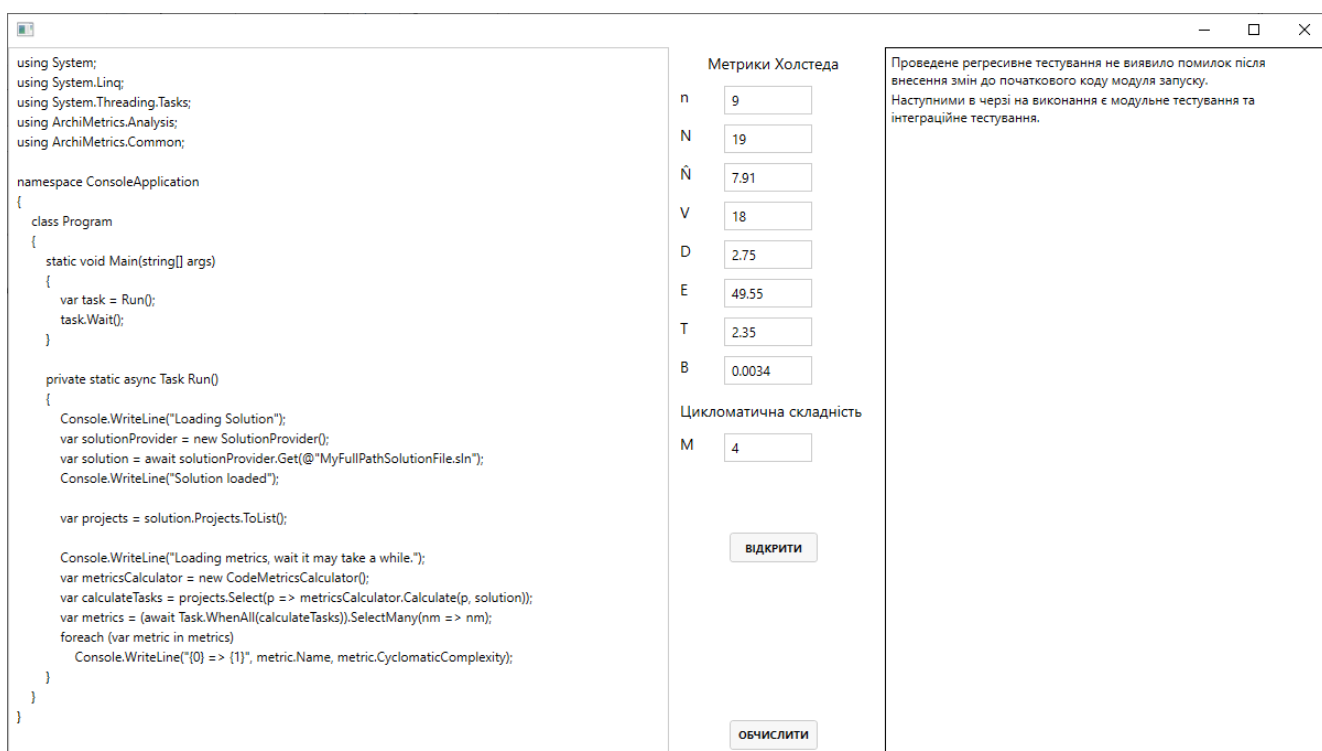 using System;
using System.Linq;
using System.Threading.Tasks;
using ArchiMetrics.Analysis;
using ArchiMetrics.Common;
namespace ConsoleApplication
{
class Program
{
static void Main(string[] args)
{
var task = Run();
task.Wait();
}
private static async Task Run()
{
Console.WriteLine("Loading Solution");
var solutionProvider = new SolutionProvider();
var solution = await solutionProvider.Get(@"MyFullPathSolutionFile.sln");
Console.WriteLine("Solution loaded");
var projects = solution.Projects.ToList();
Console.WriteLine("Loading metrics, wait it may take a while.");
var metricsCalculator = new CodeMetricsCalculator();
var calculateTasks = projects.Select(p => metricsCalculator.Calculate(p, solution));
var metrics = (await Task.WhenAll(calculateTasks)).SelectMany(nm => nm);
foreach (var metric in metrics)
Console.WriteLine("{0} => {1}", metric.Name, metric.CyclomaticComplexity);
}
}
}
Метрики Холстеда
n 9
N 19
N̂ 7.91
V 18
D 2.75
E 49.55
T 2.35
B 0.0034
Цикломатична складність
M 4
ВІДКРИТИ
ОБЧИСЛИТИ
Проведене регресивне тестування не виявило помилок після
внесення змін до початкового коду модуля запуску.
Наступними в черзі на виконання є модульне тестування та
інтеграційне тестування.